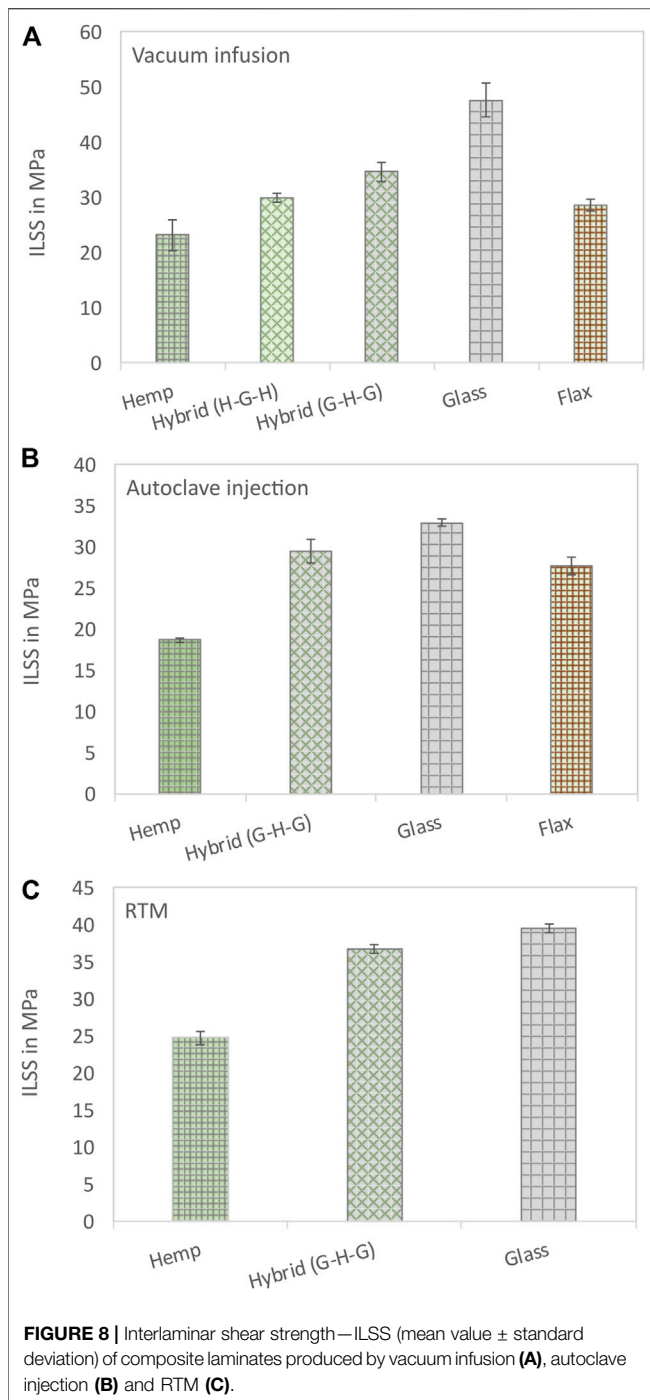 A
Vacuum infusion
60
50
40
30
20
10
0
ILSS in MPa
Hemp
Hybrid (H-G-H)
Hybrid (G-H-G)
Glass
Flax
B
Autoclave injection
40
35
30
25
20
15
10
5
0
ILSS in MPa
Hemp
Hybrid (G-H-G)
Glass
Flax
C
RTM
45
40
35
30
25
20
15
10
5
0
ILSS in MPa
Hemp
Hybrid (G-H-G)
Glass
FIGURE 8 | Interlaminar shear strength—ILSS (mean value ± standard
deviation) of composite laminates produced by vacuum infusion (A), autoclave
injection (B) and RTM (C).